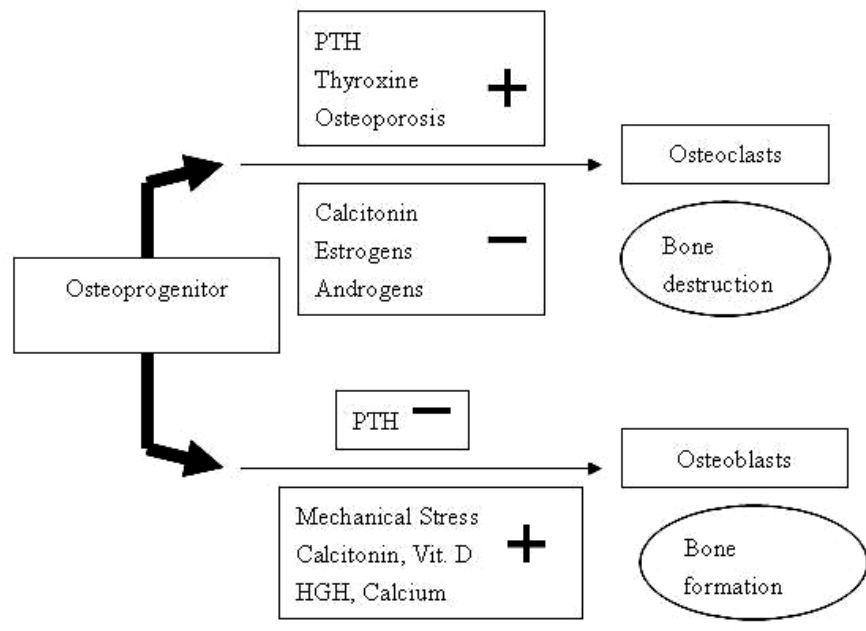 PTH
Thyroxine
Osteoporosis
+
Osteoclasts
Calcitonin
Estrogens
Androgens
−
Bone
destruction
Osteoprogenitor
PTH −
Osteoblasts
Mechanical Stress
Calcitonin, Vit. D
HGH, Calcium
+
Bone
formation